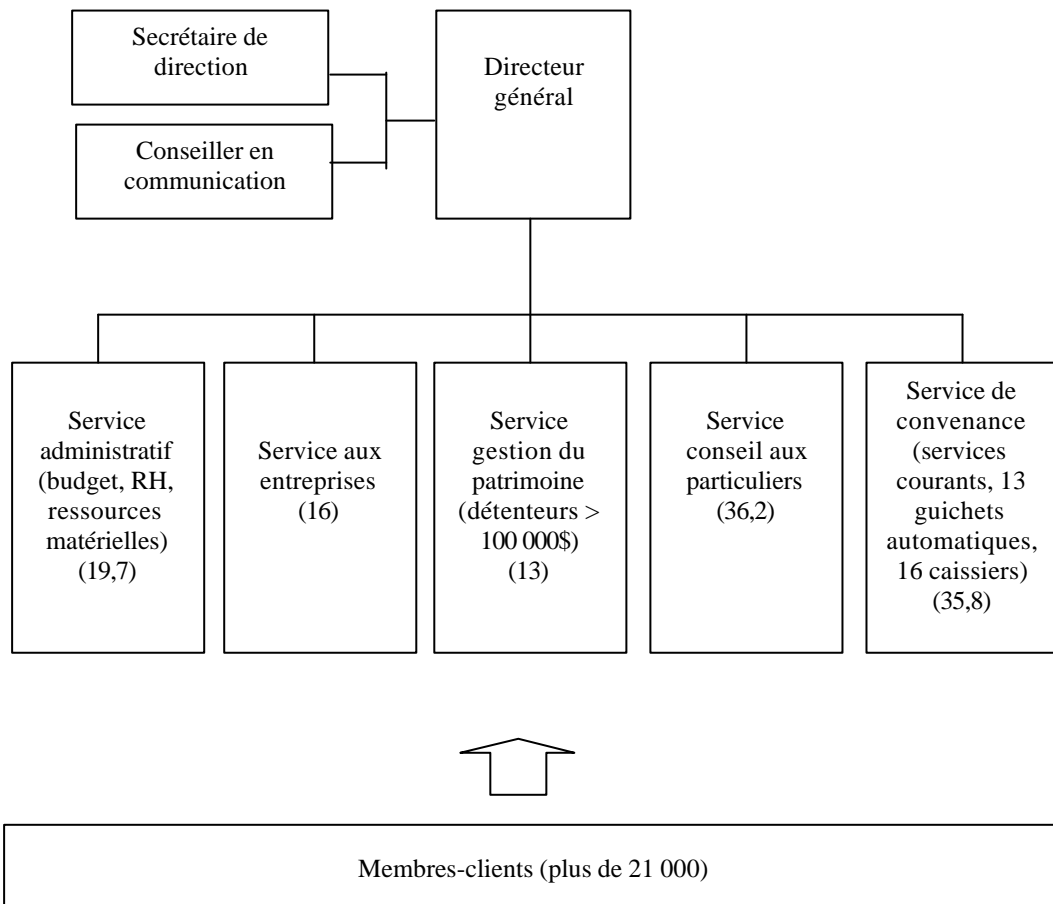 Secrétaire de
direction
Directeur
général
Conseiller en
communication
Service
administratif
(budget, RH,
ressources
matérielles)
(19,7)
Service aux
entreprises
(16)
Service
gestion du
patrimoine
(détenteurs >
100 000$)
(13)
Service
conseil aux
particuliers
(36,2)
Service de
convenance
(services
courants, 13
guichets
automatiques,
16 caissiers)
(35,8)
Membres-clients (plus de 21 000)